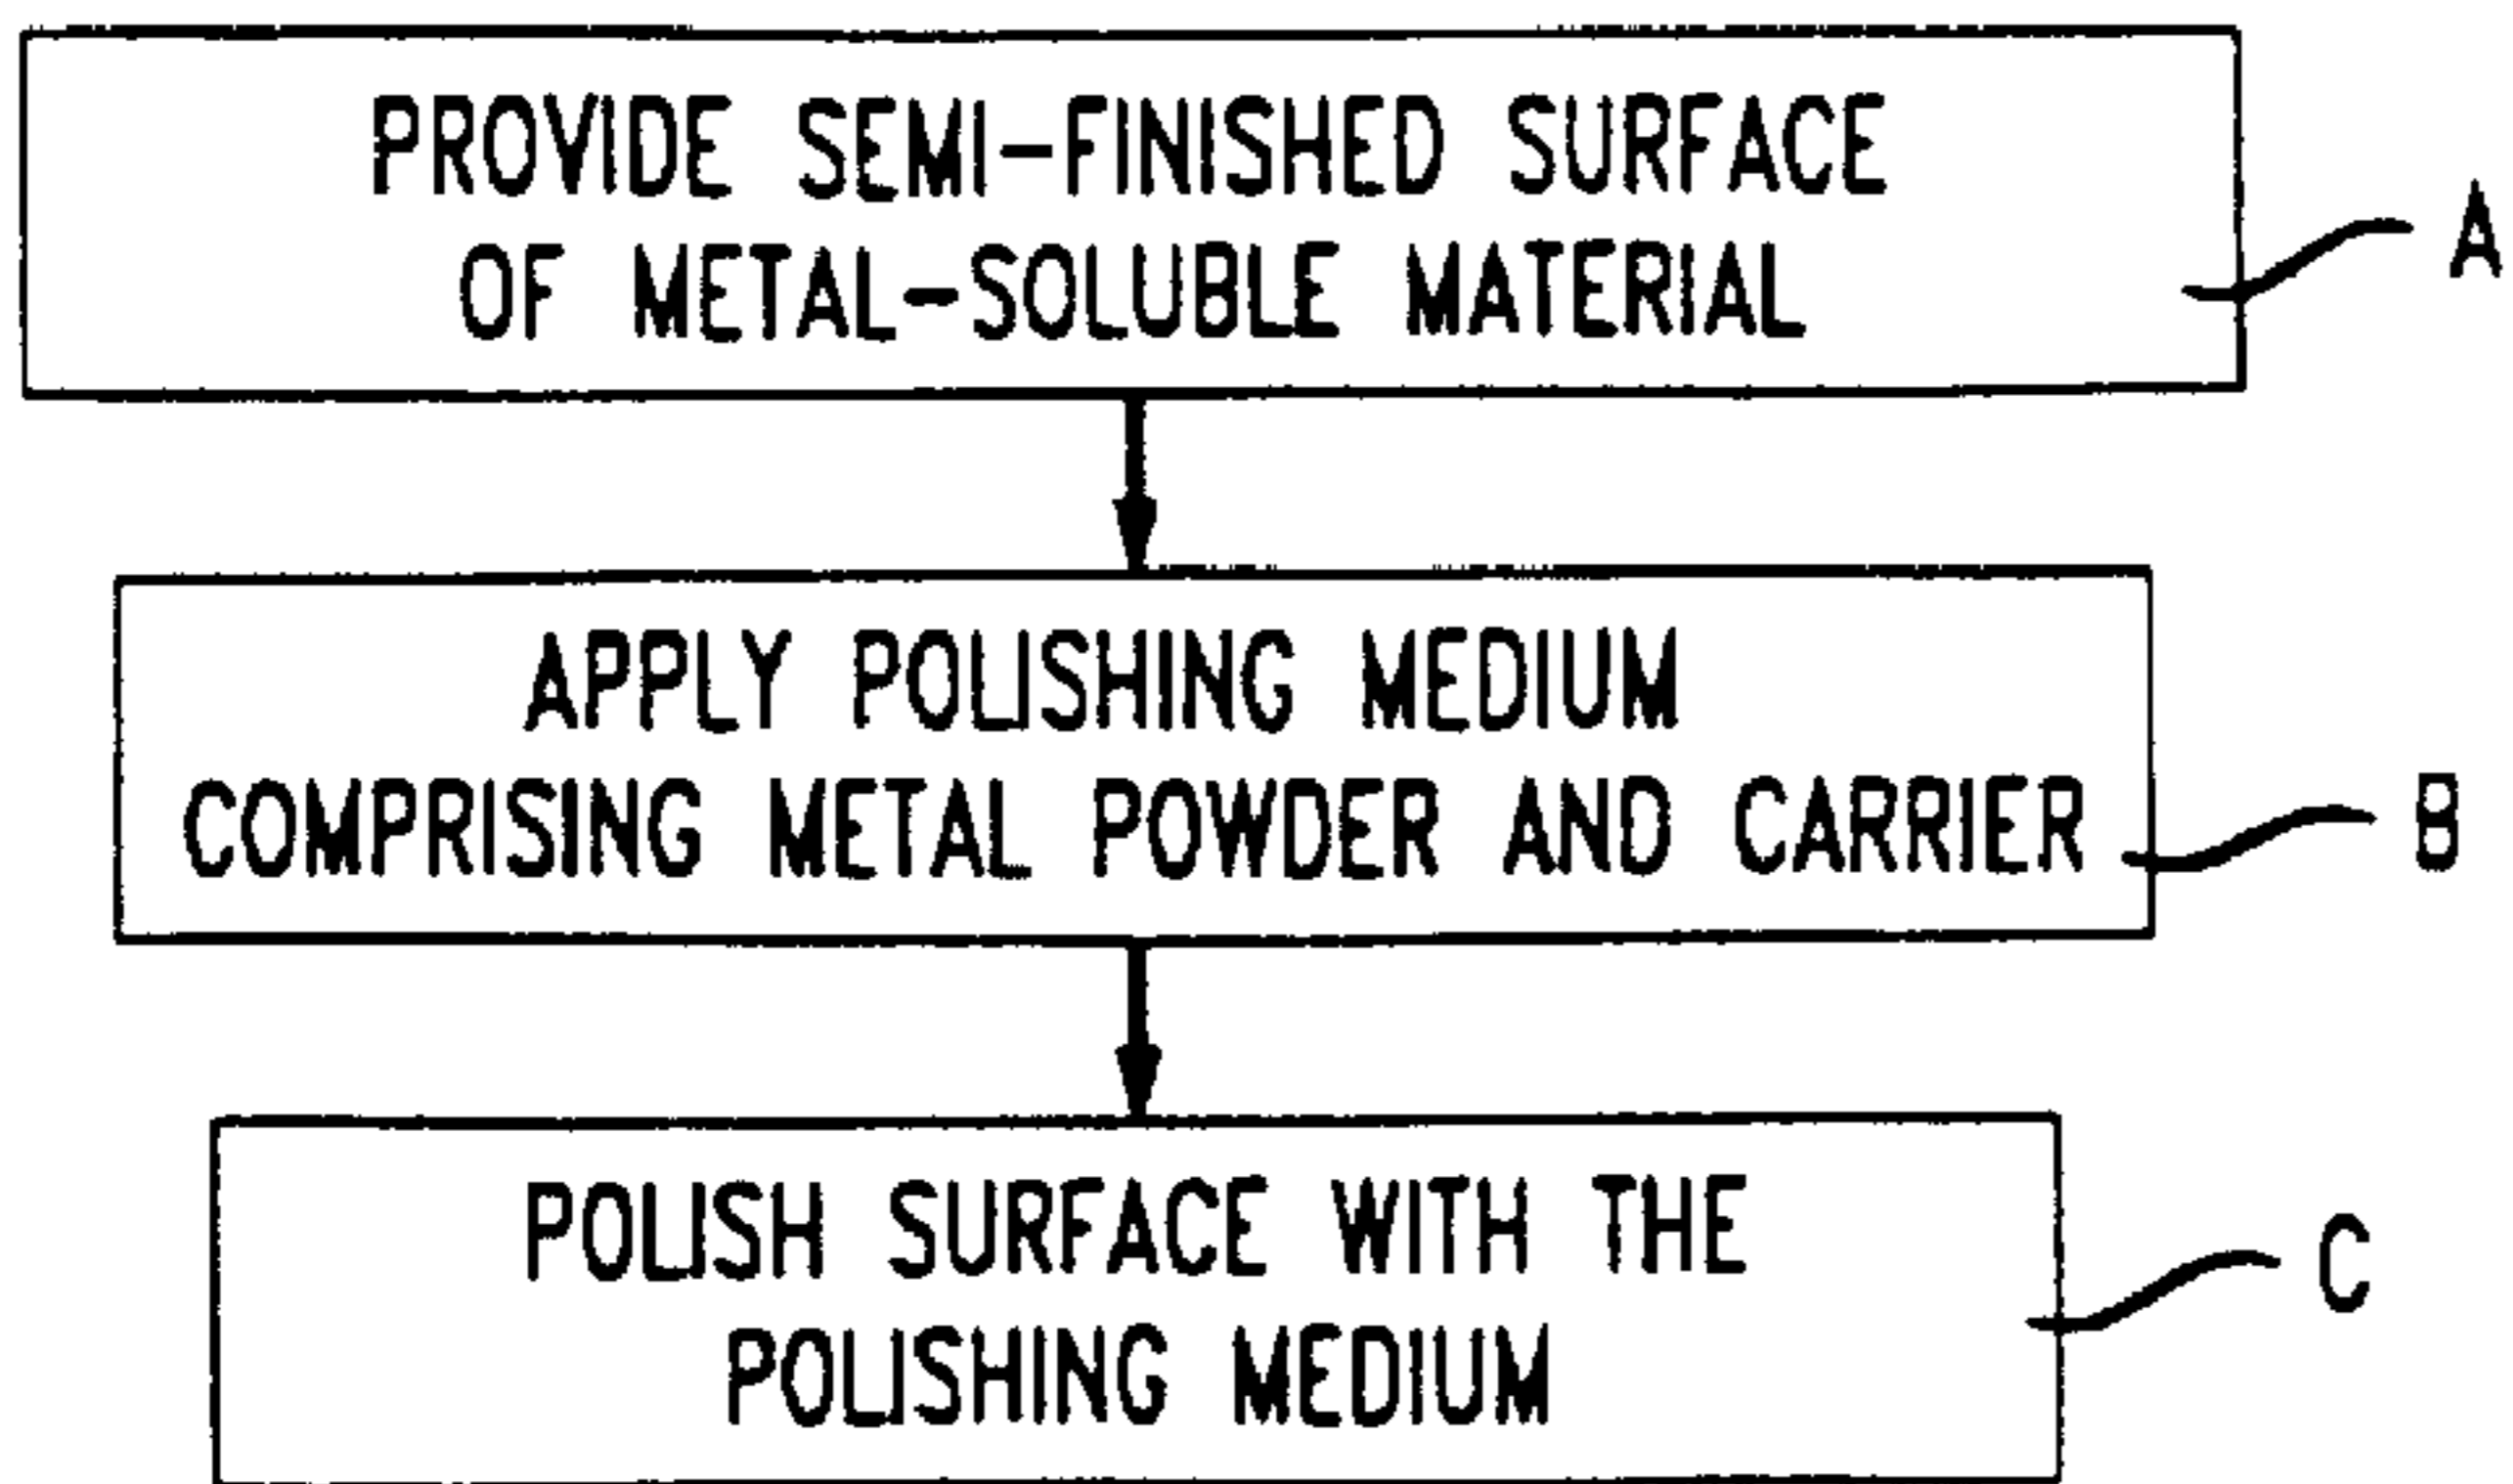 PROVIDE SEMI-FINISHED SURFACE
OF METAL-SOLUBLE MATERIAL
A
APPLY POLISHING MEDIUM
COMPRISING METAL POWDER AND CARRIER
B
POLISH SURFACE WITH THE
POLISHING MEDIUM
C